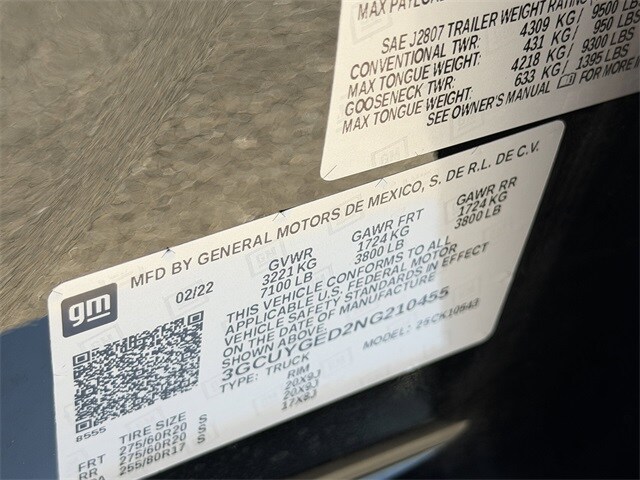 MAX PAYLOAD
SAE J2807 TRAILER WEIGHT RATING
CONVENTIONAL TWR: 4309 KG/ 9500 LBS
MAX TONGUE WEIGHT: 431 KG/ 950 LBS
GOOSENECK TWR: 4218 KG/ 9300 LBS
MAX TONGUE WEIGHT: 633 KG/ 1395 LBS
SEE OWNER'S MANUAL FOR MORE
MFD BY GENERAL MOTORS DE MEXICO, S. DE R.L. DE C.V.
gm
02/22 GVWR GAWR FRT GAWR RR
3221 KG 1724 KG 1724 KG
7100 LB 3800 LB 3800 LB
THIS VEHICLE CONFORMS TO ALL
APPLICABLE U.S. FEDERAL MOTOR
VEHICLE SAFETY STANDARDS IN EFFECT
ON THE DATE OF MANUFACTURE
SHOWN ABOVE.
3GCUYGED2NG210455
TYPE: TRUCK MODEL: 25CK10543
8555
TIRE SIZE RIM
FRT 275/60R20 S 20X9J
RR 275/60R20 S 20X9J
255/80R17 S 17X8J